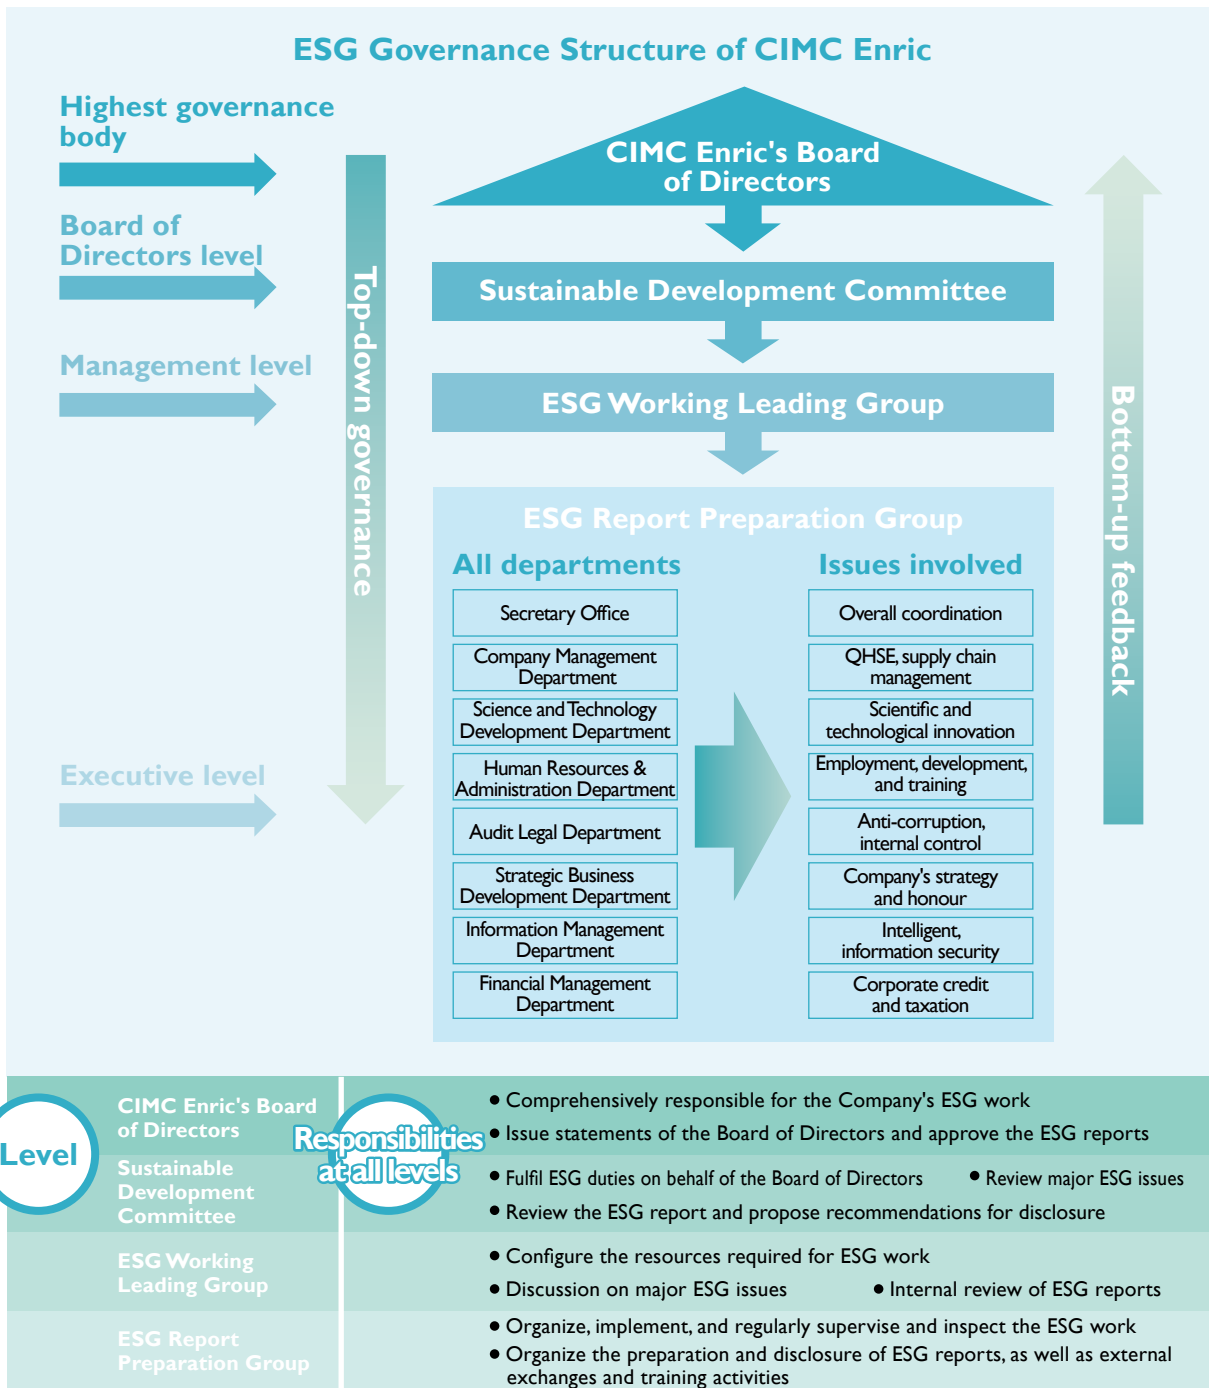 ESG Governance Structure of CIMC Enric
Highest governance
body
Board of
Directors level
Management level
Executive level
Top-down governance
CIMC Enric's Board
of Directors
Sustainable Development Committee
ESG Working Leading Group
ESG Report Preparation Group
All departments
Issues involved
Secretary Office
Overall coordination
Company Management
Department
QHSE, supply chain
management
Science and Technology
Development Department
Scientific and
technological innovation
Human Resources &
Administration Department
Employment, development,
and training
Audit Legal Department
Anti-corruption,
internal control
Strategic Business
Development Department
Company's strategy
and honour
Information Management
Department
Intelligent,
information security
Financial Management
Department
Corporate credit
and taxation
Bottom-up feedback
Level
Responsibilities
at all levels
CIMC Enric's Board
of Directors
• Comprehensively responsible for the Company's ESG work
• Issue statements of the Board of Directors and approve the ESG reports
Sustainable
Development
Committee
• Fulfil ESG duties on behalf of the Board of Directors • Review major ESG issues
• Review the ESG report and propose recommendations for disclosure
ESG Working
Leading Group
• Configure the resources required for ESG work
• Discussion on major ESG issues • Internal review of ESG reports
ESG Report
Preparation Group
• Organize, implement, and regularly supervise and inspect the ESG work
• Organize the preparation and disclosure of ESG reports, as well as external
exchanges and training activities